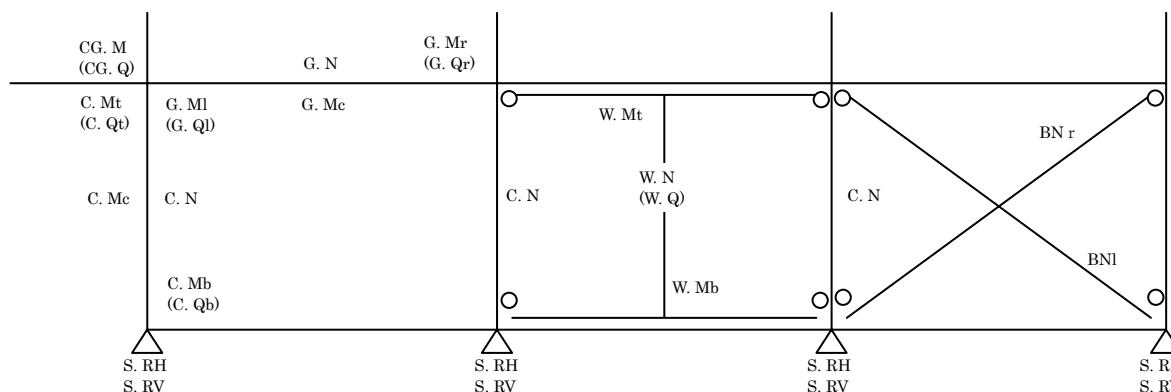 CG. M
(CG. Q)
G. N
G. Mr
(G. Qr)
C. Mt
(C. Qt)
G. Ml
(G. Ql)
G. Mc
W. Mt
BN r
C. Mc
C. N
C. N
W. N
(W. Q)
C. N
BNl
C. Mb
(C. Qb)
W. Mb
S. RH
S. RV
S. RH
S. RV
S. RH
S. RV
S. R
S. R